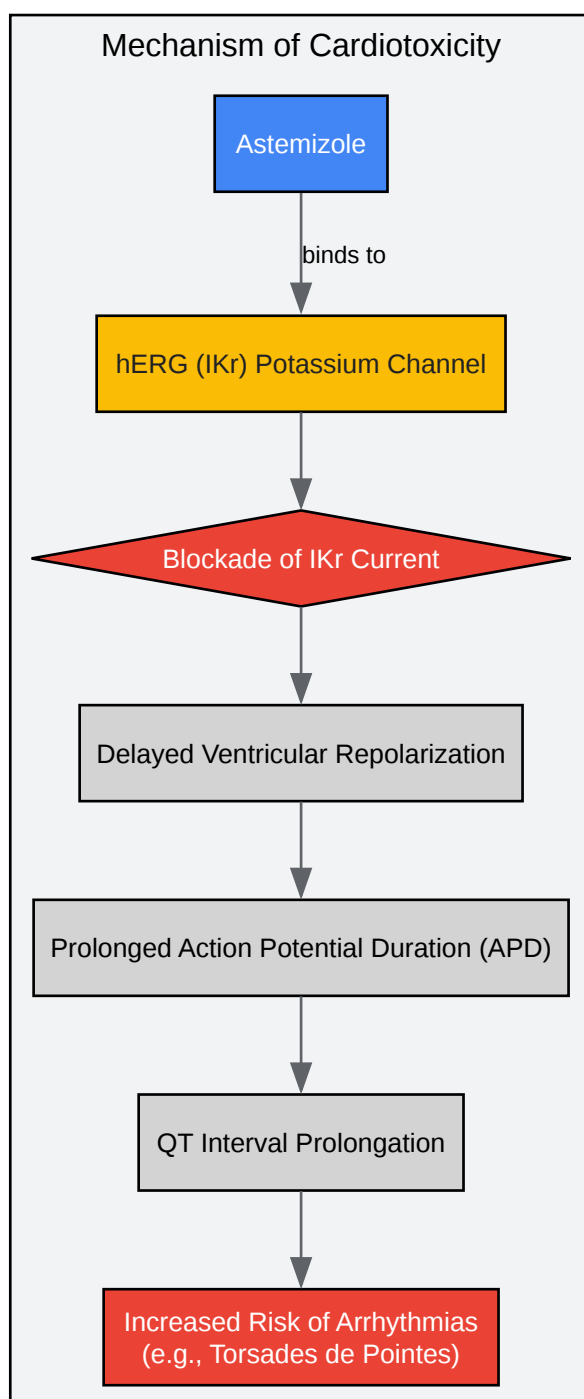 Mechanism of Cardiotoxicity
Astemizole
binds to
hERG (IKr) Potassium Channel
Blockade of IKr Current
Delayed Ventricular Repolarization
Prolonged Action Potential Duration (APD)
QT Interval Prolongation
Increased Risk of Arrhythmias
(e.g., Torsades de Pointes)